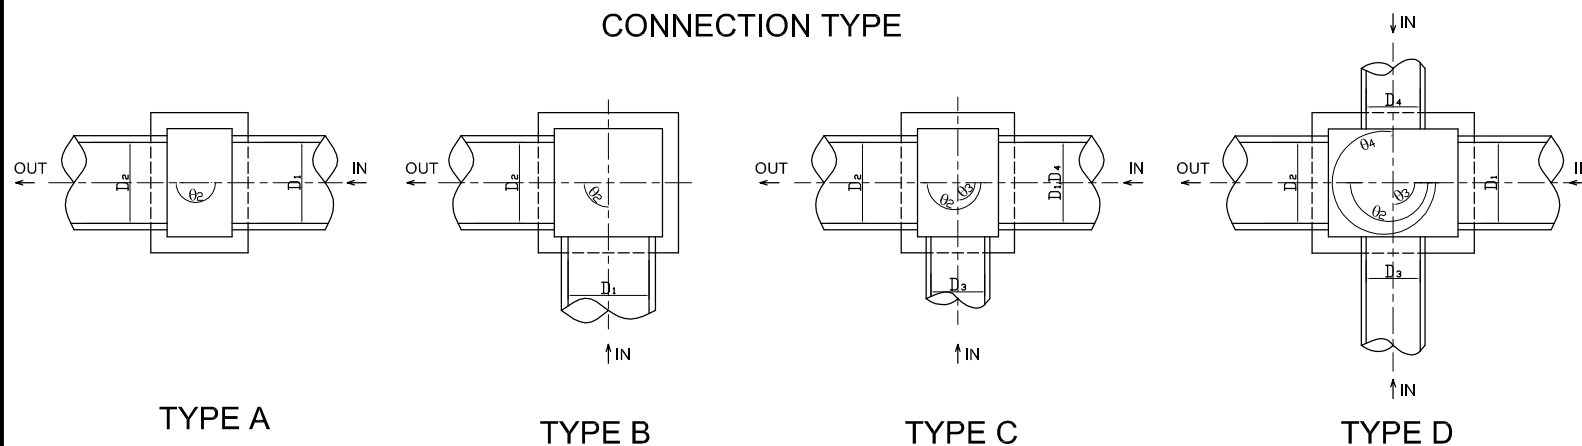 CONNECTION TYPE
OUT D2 θ2 D1 IN
TYPE A
OUT D2 θ2 D1 IN
TYPE B
OUT D2 θ2 θ3 D1,D4 IN
D3
IN
TYPE C
IN
D4
θ4
OUT D2 θ2 θ3 D1
D3
IN
TYPE D